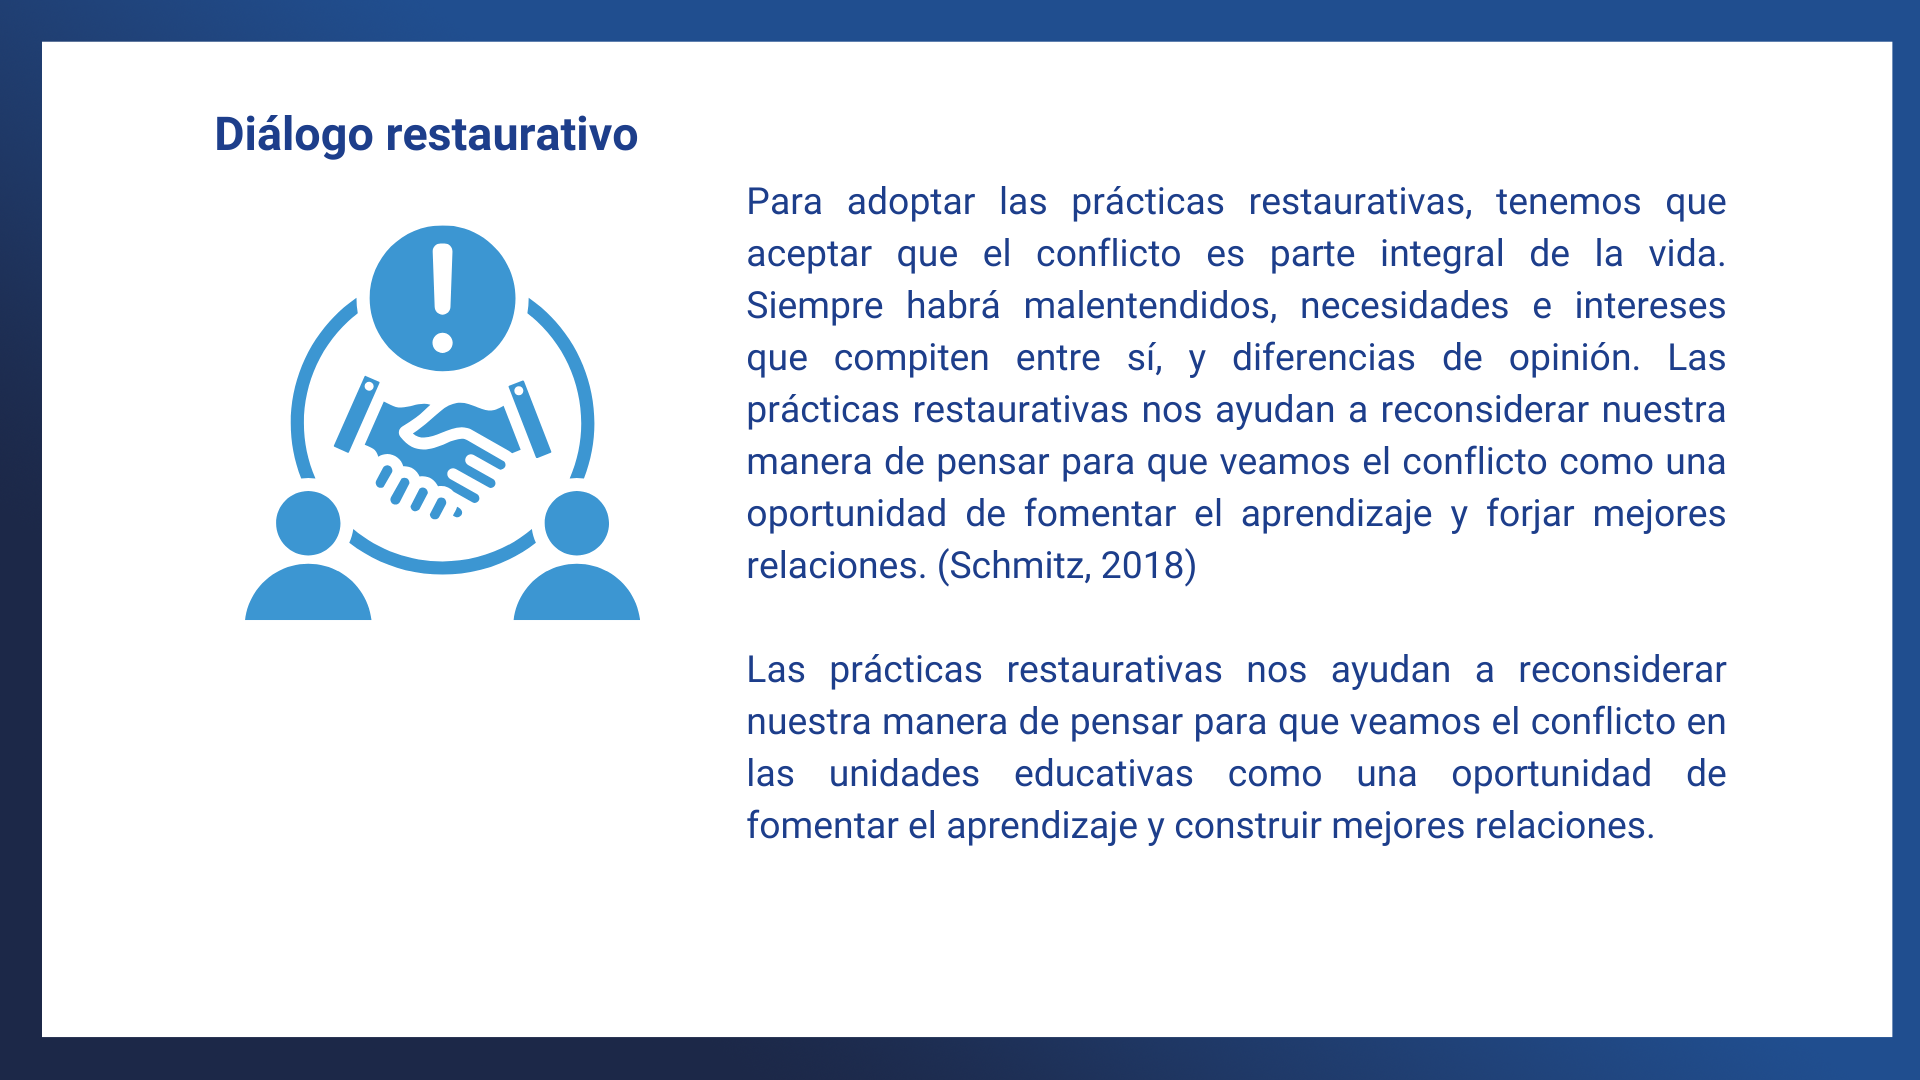 Diálogo restaurativo
Para adoptar las prácticas restaurativas, tenemos que
aceptar que el conflicto es parte integral de la vida.
Siempre habrá malentendidos, necesidades e intereses
que compiten entre sí, y diferencias de opinión. Las
prácticas restaurativas nos ayudan a reconsiderar nuestra
manera de pensar para que veamos el conflicto como una
oportunidad de fomentar el aprendizaje y forjar mejores
relaciones. (Schmitz, 2018)
Las prácticas restaurativas nos ayudan a reconsiderar
nuestra manera de pensar para que veamos el conflicto en
las unidades educativas como una oportunidad de
fomentar el aprendizaje y construir mejores relaciones.